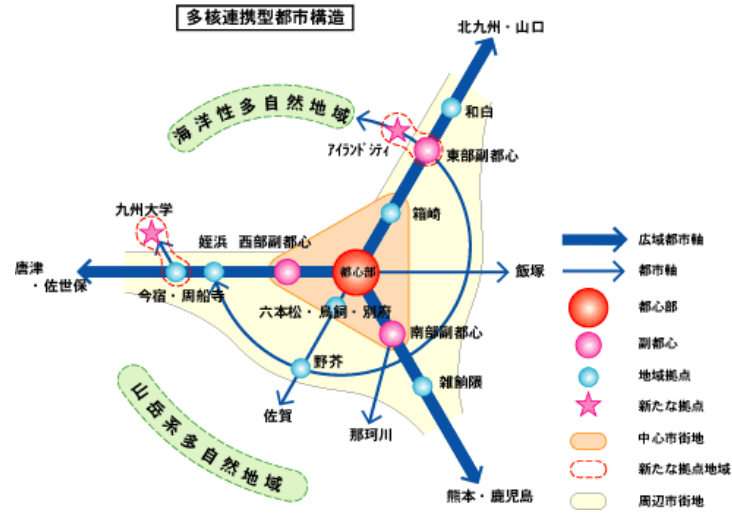 多核連携型都市構造
北九州・山口
海洋性多自然地域
和白
アイランドシティ
東部副都心
九州大学
箱崎
姪浜
西部副都心
広域都市軸
唐津
・佐世保
都心部
飯塚
都市軸
今宿・周船寺
六本松・鳥飼・別府
都心部
南部副都心
副都心
野芥
雑餉隈
地域拠点
佐賀
新たな拠点
那珂川
山岳系多自然地域
中心市街地
新たな拠点地域
熊本・鹿児島
周辺市街地